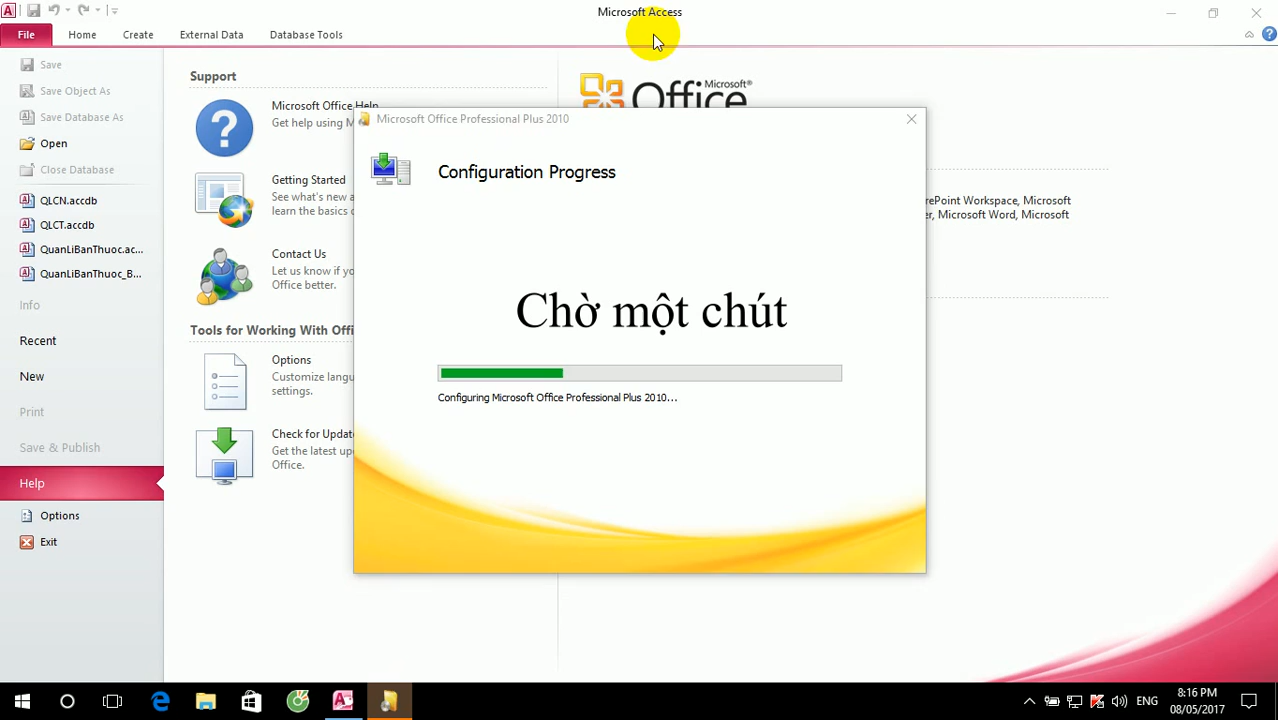 Microsoft Access
File
Home
Create
External Data
Database Tools
Save
Save Object As
Save Database As
Open
Close Database
QLCN.accdb
QLCT.accdb
QuanLiBanThuoc.ac...
QuanLiBanThuoc_B...
Info
Recent
New
Print
Save & Publish
Help
Options
Exit
Support
Microsoft Office Help
Get help using M
Getting Started
See what's new a
learn the basics
Contact Us
Let us know if yo
Office better.
Tools for Working With Offi
Options
Customize langu
settings.
Check for Update
Get the latest up
Office.
Microsoft®
Office
rePoint Workspace, Microsoft
er, Microsoft Word, Microsoft
Microsoft Office Professional Plus 2010
Configuration Progress
Chờ một chút
Configuring Microsoft Office Professional Plus 2010...
ENG
8:16 PM
08/05/2017